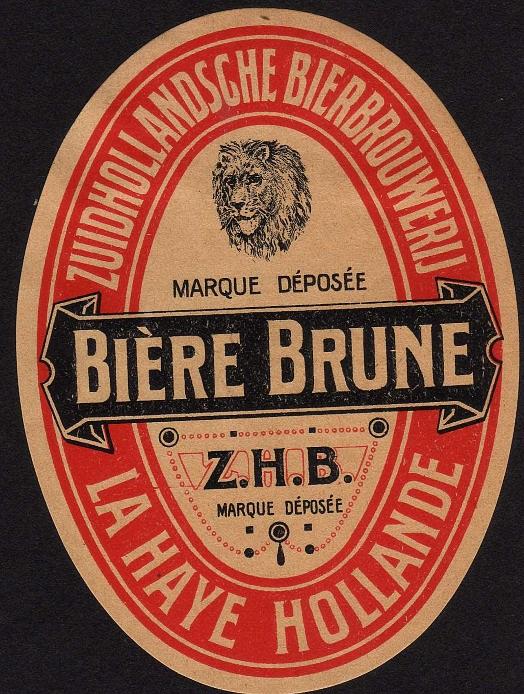 ZUIDHOLLANDSCHE BIERBROUWERIJ
MARQUE DÉPOSÉE
BIÈRE BRUNE
Z.H.B.
MARQUE DÉPOSÉE
LA HAYE HOLLANDE